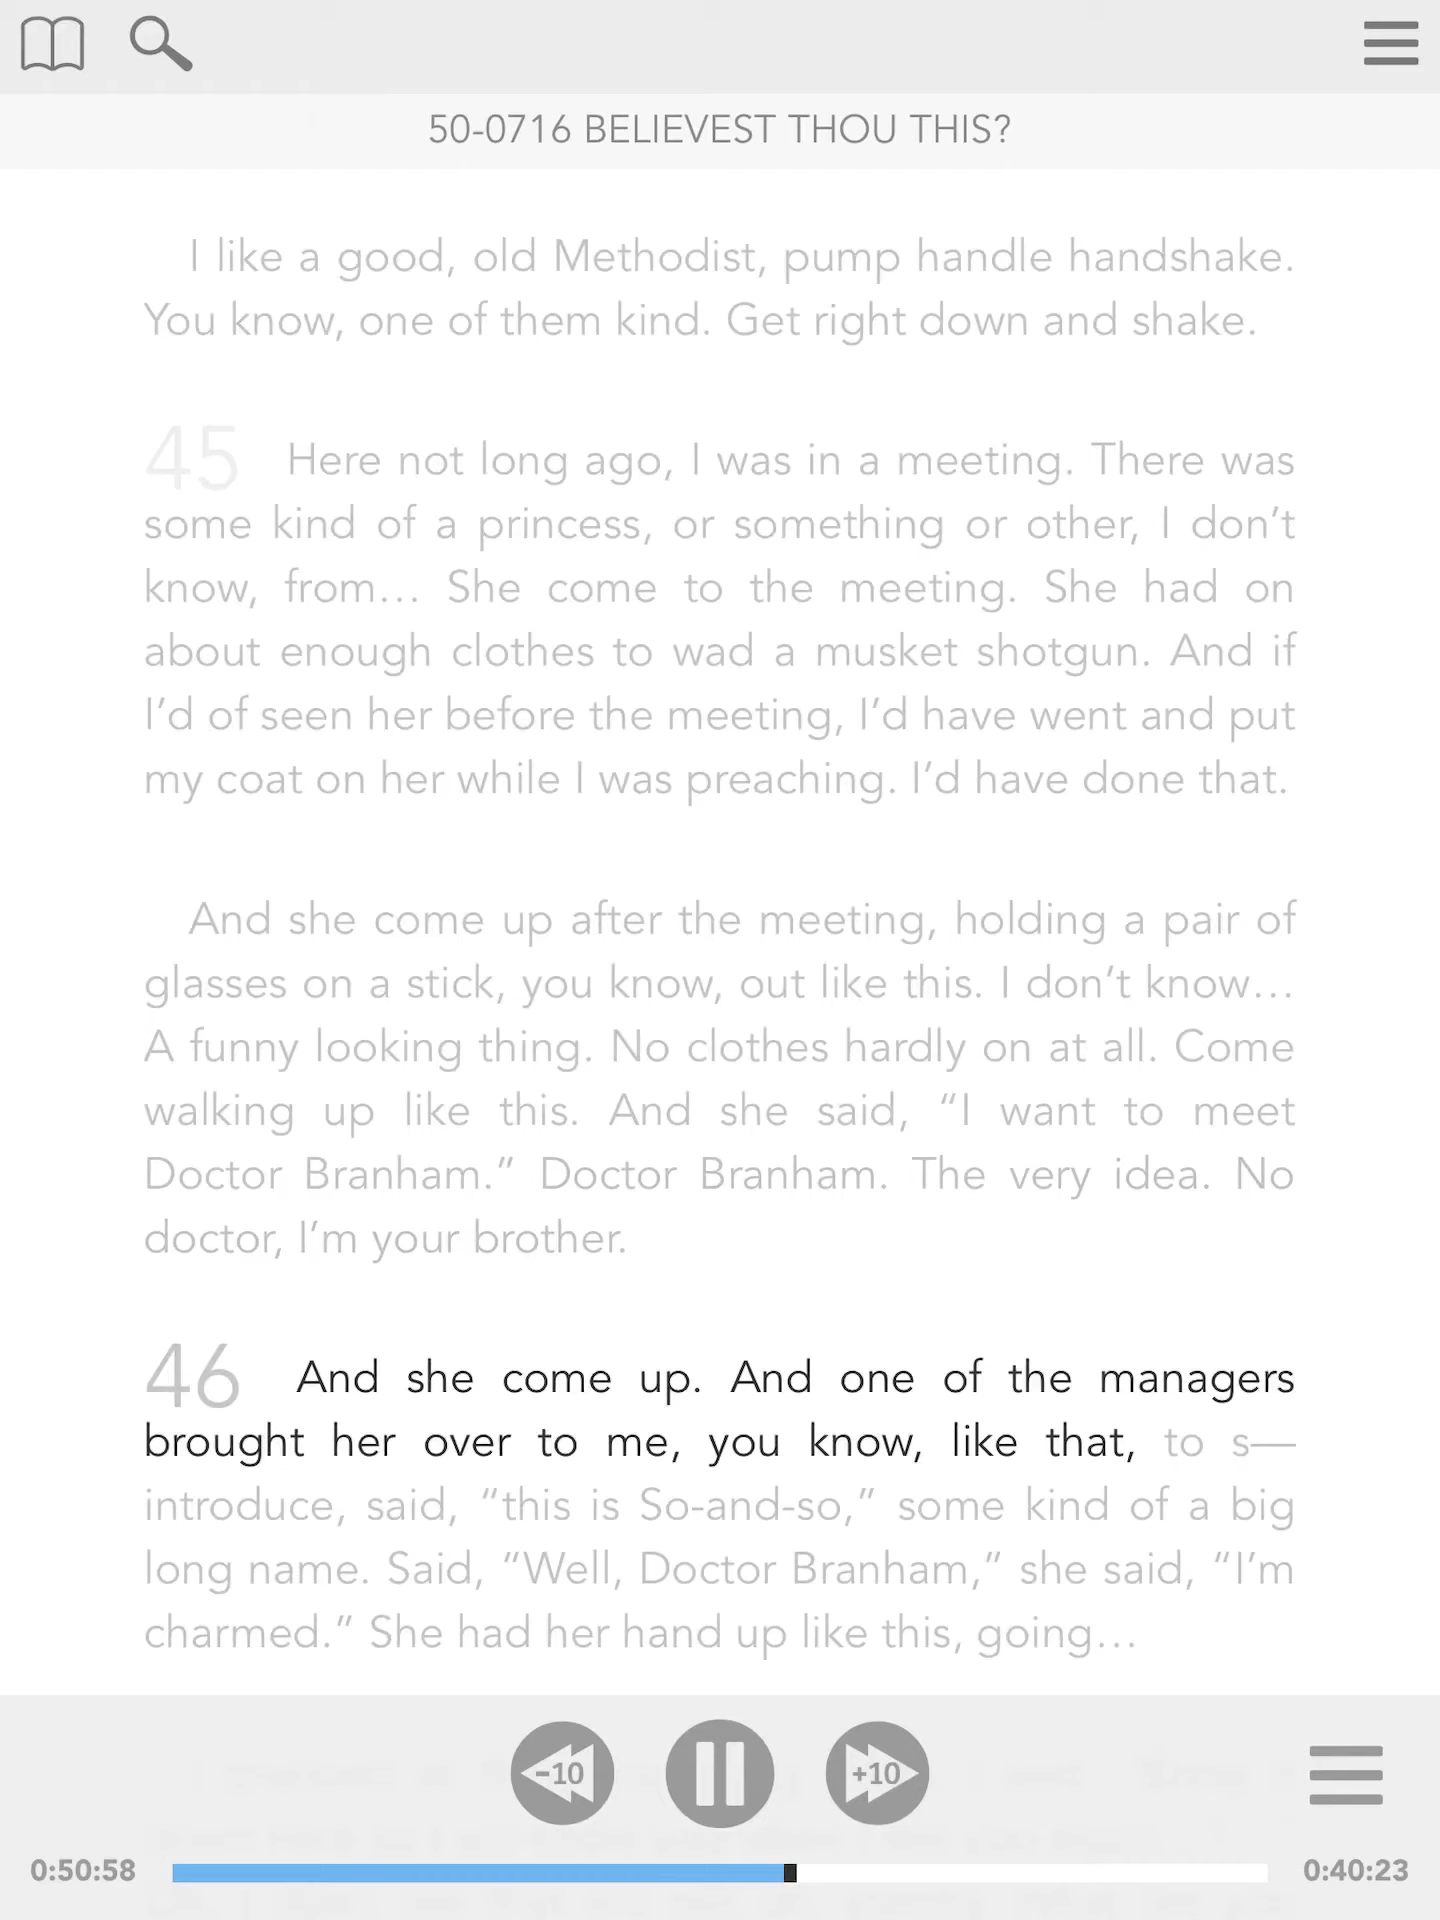 50-0716 BELIEVEST THOU THIS?
I like a good, old Methodist, pump handle handshake.
You know, one of them kind. Get right down and shake.
45 Here not long ago, I was in a meeting. There was
some kind of a princess, or something or other, I don’t
know, from… She come to the meeting. She had on
about enough clothes to wad a musket shotgun. And if
I’d of seen her before the meeting, I’d have went and put
my coat on her while I was preaching. I’d have done that.
And she come up after the meeting, holding a pair of
glasses on a stick, you know, out like this. I don’t know…
A funny looking thing. No clothes hardly on at all. Come
walking up like this. And she said, “I want to meet
Doctor Branham.” Doctor Branham. The very idea. No
doctor, I’m your brother.
46 And she come up. And one of the managers
brought her over to me, you know, like that, to s—
introduce, said, “this is So-and-so,” some kind of a big
long name. Said, “Well, Doctor Branham,” she said, “I’m
charmed.” She had her hand up like this, going…
-10
+10
0:50:58
0:40:23